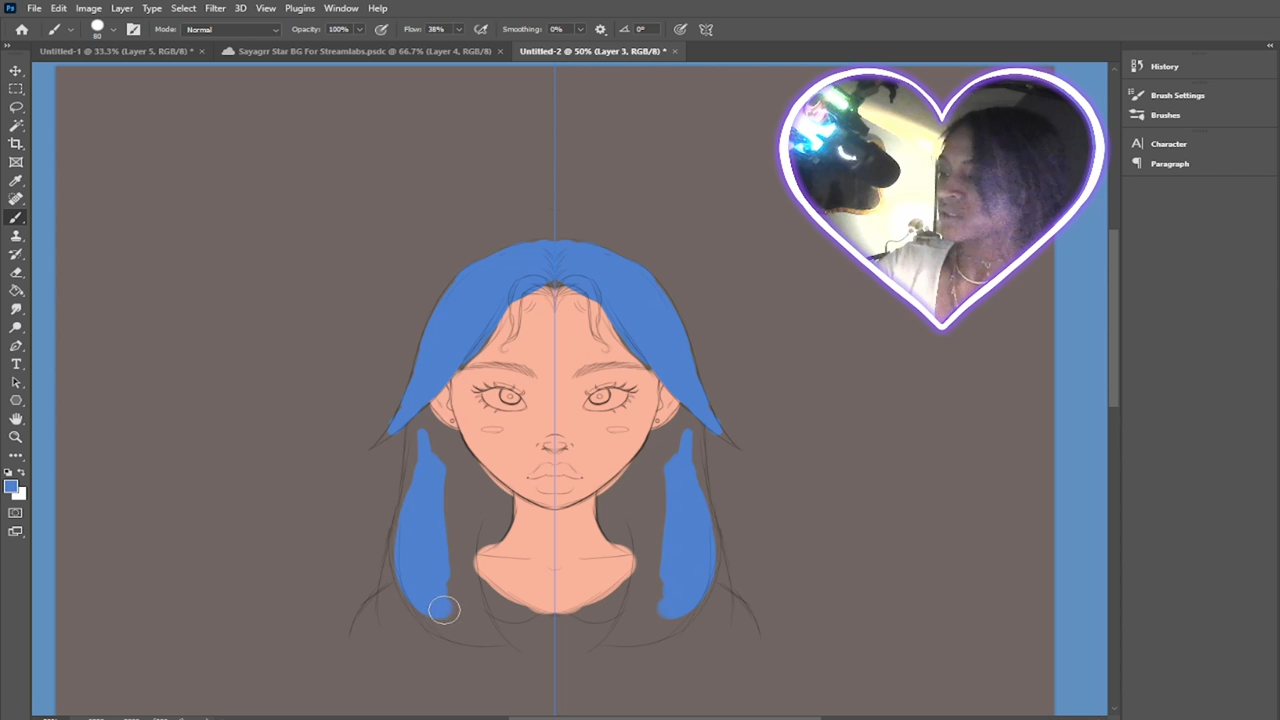 Ps File Edit Image Layer Type Select Filter 3D View Plugins Window Help
80 Mode: Normal Opacity: 100% Flow: 38% Smoothing: 0% 0°
Untitled-1 @ 33.3% (Layer 5, RGB/8) * × Sayagrr Star BG For Streamlabs.psdc @ 66.7% (Layer 4, RGB/8) × Untitled-2 @ 50% (Layer 3, RGB/8) * ×
History
Brush Settings
Brushes
Character
Paragraph